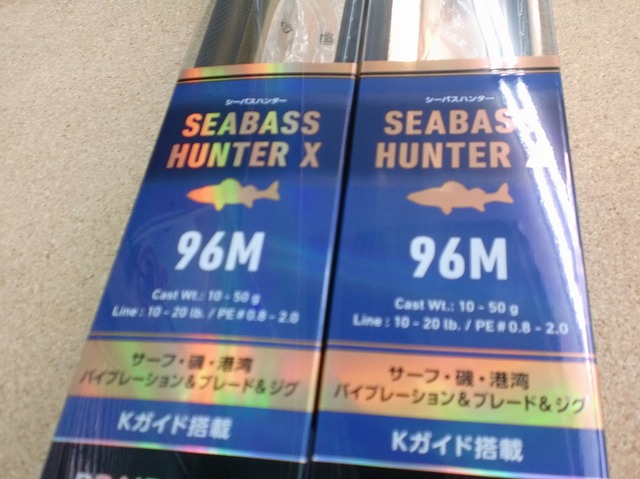 シーバスハンター
SEABASS
HUNTER X
96M
Cast Wt.: 10 - 50 g
Line : 10 - 20 lb. / PE#0.8 - 2.0
サーフ・磯・港湾
バイブレーション&ブレード&ジグ
Kガイド搭載
シーバスハンター
SEABASS
HUNTER
96M
Cast Wt.: 10 - 50 g
Line : 10 - 20 lb. / PE#0.8 - 2.0
サーフ・磯・港湾
バイブレーション&ブレード&ジグ
Kガイド搭載